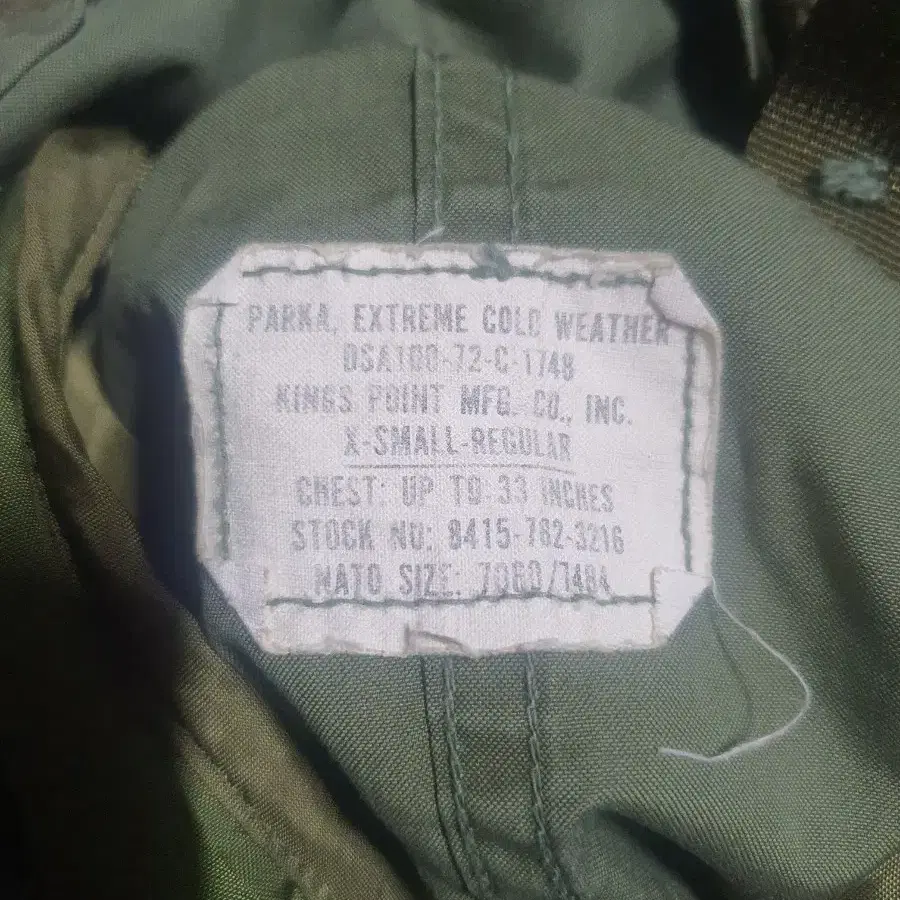 PARKA, EXTREME COLD WEATHER
DSA100-72-C-1748
KINGS POINT MFG. CO., INC.
X-SMALL-REGULAR
CHEST: UP TO 33 INCHES
STOCK NO: 8415-782-3216
NATO SIZE: 7080/7484